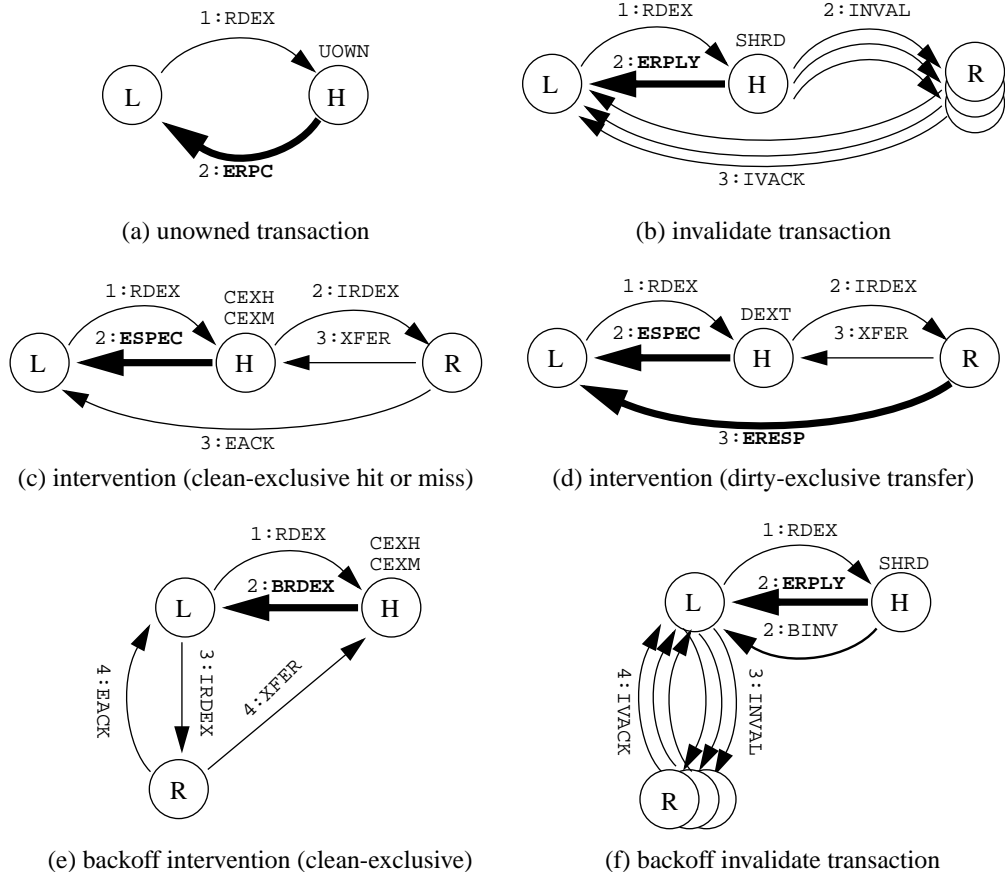 1:RDEX
UOWN
L
H
2:ERPC
(a) unowned transaction
1:RDEX
2:INVAL
SHRD
2:ERPLY
L
H
R
3:IVACK
(b) invalidate transaction
1:RDEX
CEXH
CEXM
2:IRDEX
2:ESPEC
3:XFER
L
H
R
3:EACK
(c) intervention (clean-exclusive hit or miss)
1:RDEX
2:IRDEX
DEXT
2:ESPEC
3:XFER
L
H
R
3:ERESP
(d) intervention (dirty-exclusive transfer)
1:RDEX
CEXH
CEXM
2:BRDEX
L
H
4:EACK
3:IRDEX
4:XFER
R
(e) backoff intervention (clean-exclusive)
1:RDEX
SHRD
2:ERPLY
L
H
2:BINV
4:IVACK
3:INVAL
R
(f) backoff invalidate transaction